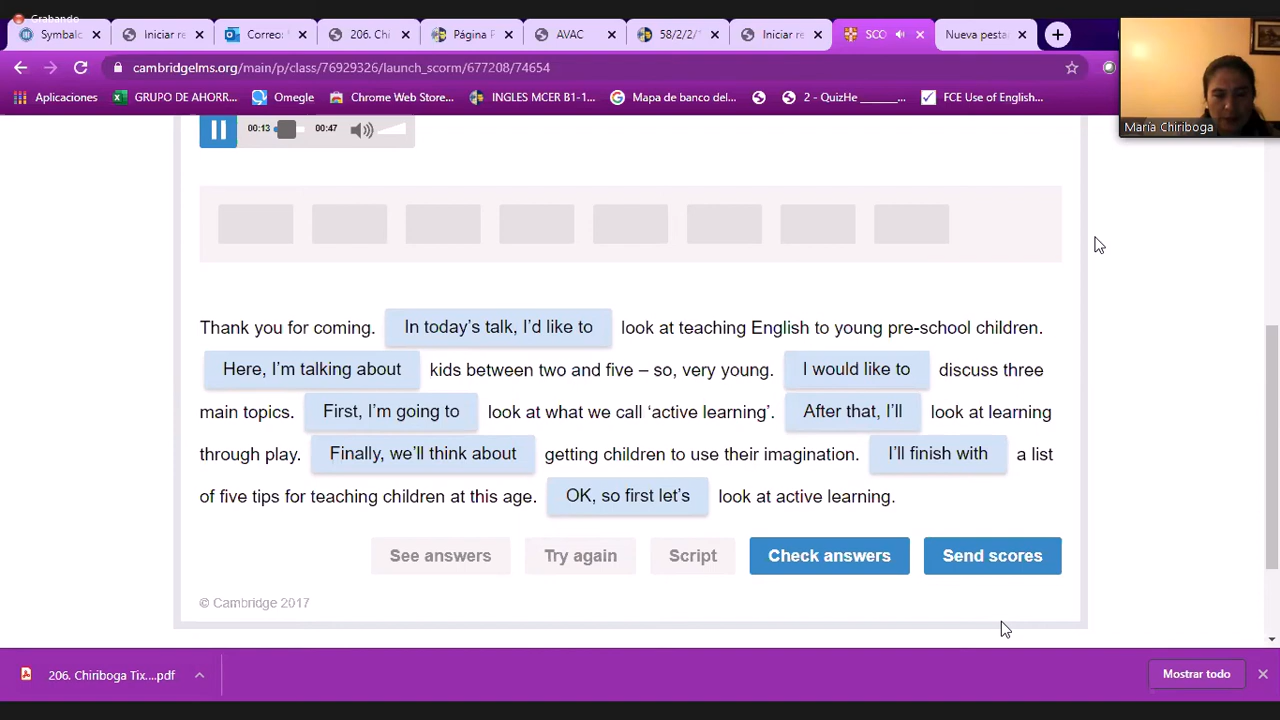 Grabando
Symbalo
Iniciar re
Correo:
206. Chi
Página P
AVAC
58/2/2/
Iniciar re
SCO
Nueva pesta
cambridgelms.org/main/p/class/76929326/launch_scorm/677208/74654
Aplicaciones
GRUPO DE AHORR...
Omegle
Chrome Web Store...
INGLES MCER B1-1...
Mapa de banco del...
2 - QuizHe ______...
FCE Use of English...
María Chiriboga
00:13
00:47
Thank you for coming. In today's talk, I'd like to look at teaching English to young pre-school children.
Here, I'm talking about kids between two and five – so, very young. I would like to discuss three
main topics. First, I'm going to look at what we call 'active learning'. After that, I'll look at learning
through play. Finally, we'll think about getting children to use their imagination. I'll finish with a list
of five tips for teaching children at this age. OK, so first let's look at active learning.
See answers
Try again
Script
Check answers
Send scores
© Cambridge 2017
206. Chiriboga Tix....pdf
Mostrar todo